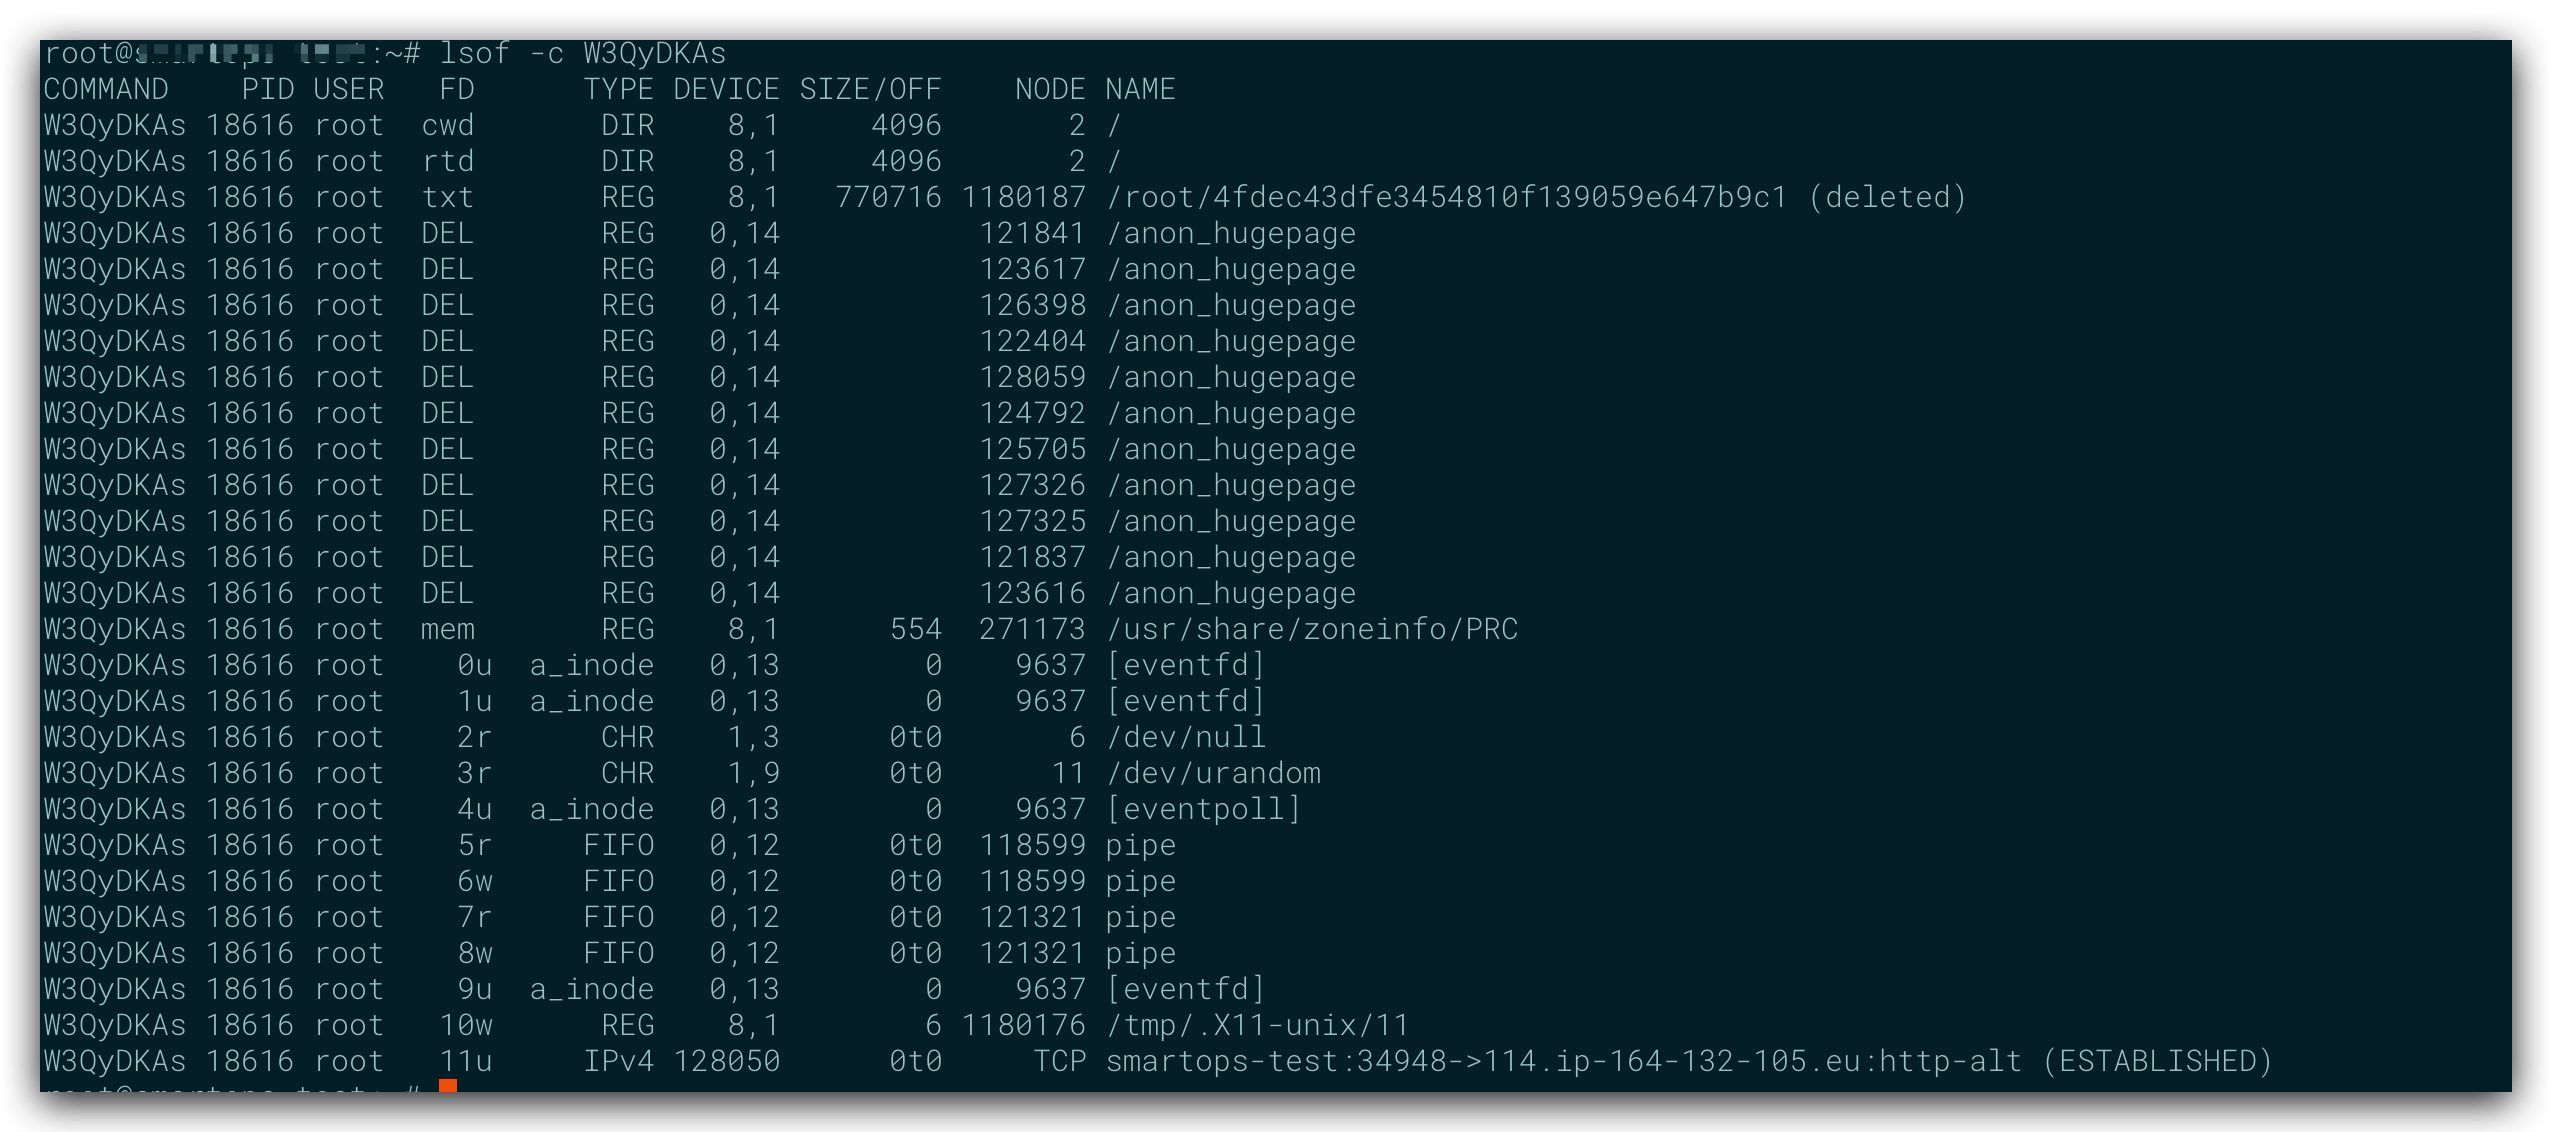 root@:~# lsof -c W3QyDKAs
COMMAND PID USER FD TYPE DEVICE SIZE/OFF NODE NAME
W3QyDKAs 18616 root cwd DIR 8,1 4096 2 /
W3QyDKAs 18616 root rtd DIR 8,1 4096 2 /
W3QyDKAs 18616 root txt REG 8,1 770716 1180187 /root/4fdec43dfe3454810f139059e647b9c1 (deleted)
W3QyDKAs 18616 root DEL REG 0,14 121841 /anon_hugepage
W3QyDKAs 18616 root DEL REG 0,14 123617 /anon_hugepage
W3QyDKAs 18616 root DEL REG 0,14 126398 /anon_hugepage
W3QyDKAs 18616 root DEL REG 0,14 122404 /anon_hugepage
W3QyDKAs 18616 root DEL REG 0,14 128059 /anon_hugepage
W3QyDKAs 18616 root DEL REG 0,14 124792 /anon_hugepage
W3QyDKAs 18616 root DEL REG 0,14 125705 /anon_hugepage
W3QyDKAs 18616 root DEL REG 0,14 127326 /anon_hugepage
W3QyDKAs 18616 root DEL REG 0,14 127325 /anon_hugepage
W3QyDKAs 18616 root DEL REG 0,14 121837 /anon_hugepage
W3QyDKAs 18616 root DEL REG 0,14 123616 /anon_hugepage
W3QyDKAs 18616 root mem REG 8,1 554 271173 /usr/share/zoneinfo/PRC
W3QyDKAs 18616 root 0u a_inode 0,13 0 9637 [eventfd]
W3QyDKAs 18616 root 1u a_inode 0,13 0 9637 [eventfd]
W3QyDKAs 18616 root 2r CHR 1,3 0t0 6 /dev/null
W3QyDKAs 18616 root 3r CHR 1,9 0t0 11 /dev/urandom
W3QyDKAs 18616 root 4u a_inode 0,13 0 9637 [eventpoll]
W3QyDKAs 18616 root 5r FIFO 0,12 0t0 118599 pipe
W3QyDKAs 18616 root 6w FIFO 0,12 0t0 118599 pipe
W3QyDKAs 18616 root 7r FIFO 0,12 0t0 121321 pipe
W3QyDKAs 18616 root 8w FIFO 0,12 0t0 121321 pipe
W3QyDKAs 18616 root 9u a_inode 0,13 0 9637 [eventfd]
W3QyDKAs 18616 root 10w REG 8,1 6 1180176 /tmp/.X11-unix/11
W3QyDKAs 18616 root 11u IPv4 128050 0t0 TCP smartops-test:34948->114.ip-164-132-105.eu:http-alt (ESTABLISHED)